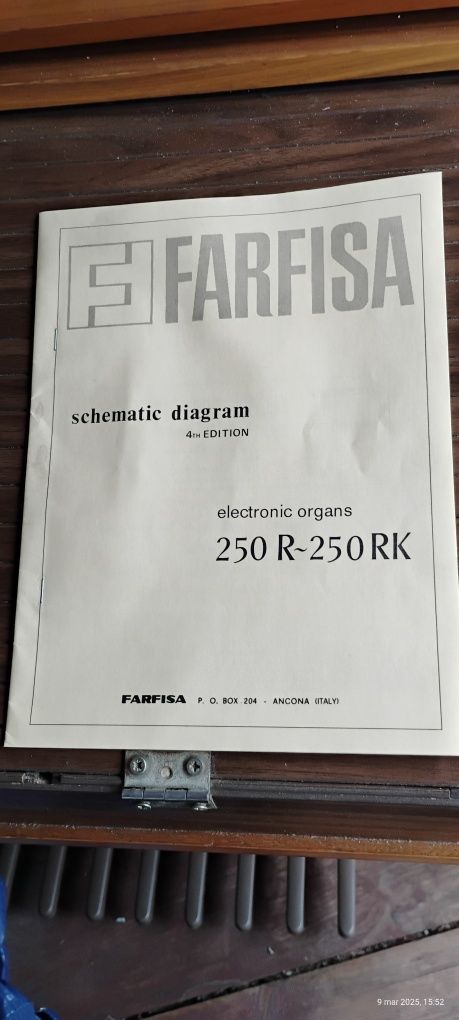 FARFISA
schematic diagram
4TH EDITION
electronic organs
250 R~250 RK
FARFISA P. O. BOX 204 - ANCONA (ITALY)
9 mar 2025, 15:52